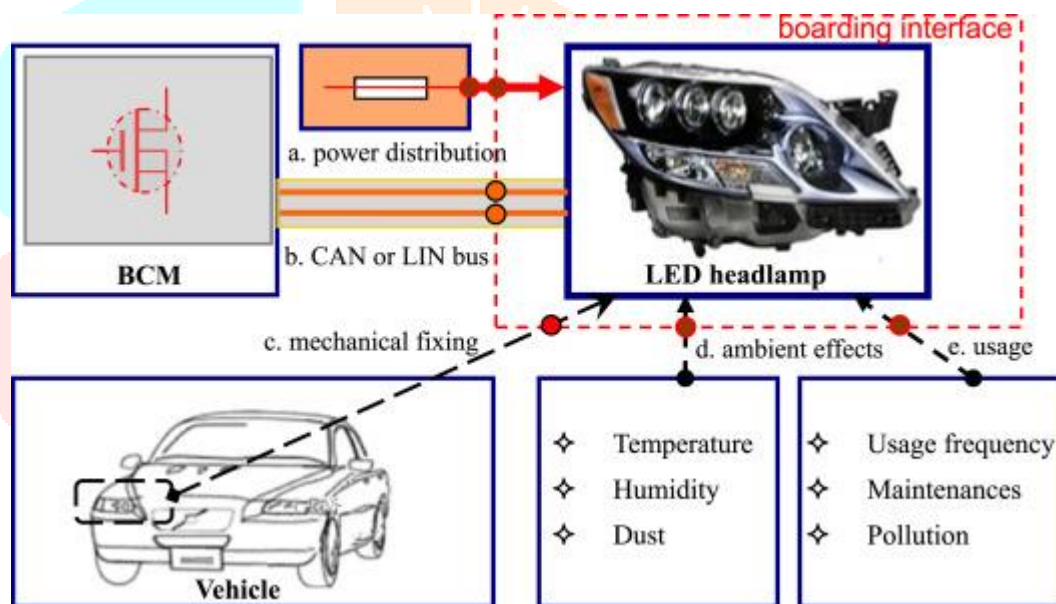 boarding interface
a. power distribution
b. CAN or LIN bus
BCM
LED headlamp
c. mechanical fixing
d. ambient effects
e. usage
Temperature
Humidity
Dust
Usage frequency
Maintenances
Pollution
Vehicle